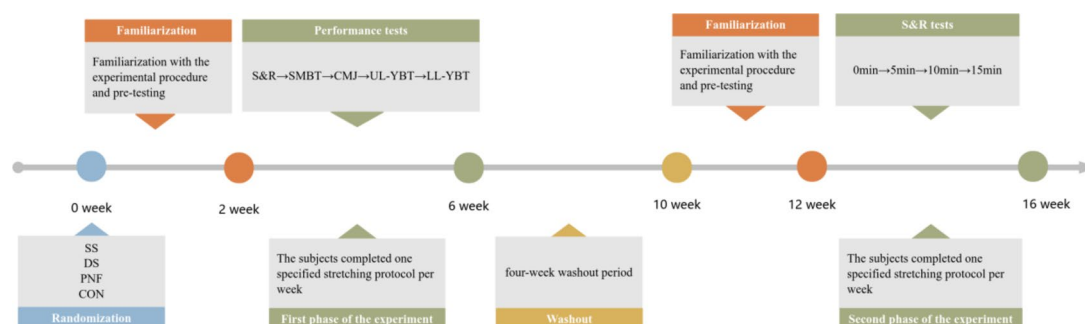 Familiarization
Familiarization with the
experimental procedure
and pre-testing
Performance tests
S&R→SMBT→CMJ→UL-YBT→LL-YBT
Familiarization
Familiarization with the
experimental procedure
and pre-testing
S&R tests
0min→5min→10min→15min
0 week
2 week
6 week
10 week
12 week
16 week
SS
DS
PNF
CON
Randomization
The subjects completed one
specified stretching protocol per
week
First phase of the experiment
four-week washout period
Washout
The subjects completed one
specified stretching protocol per
week
Second phase of the experiment